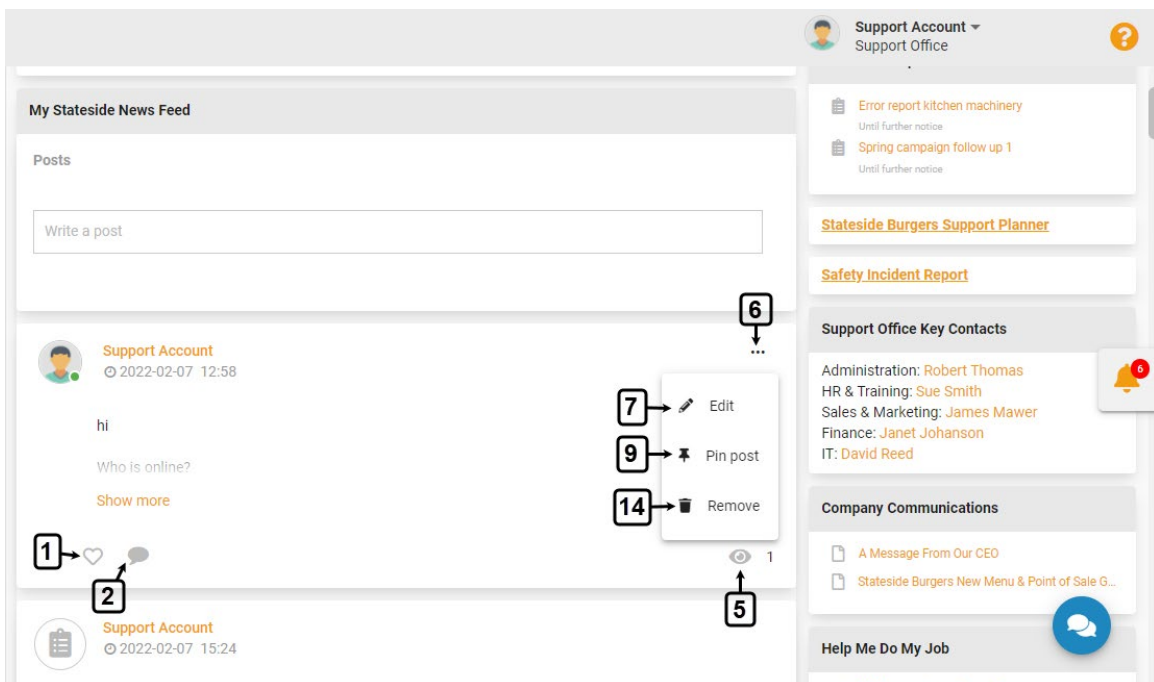 Support Account
Support Office
?
My Stateside News Feed
Posts
Write a post
6
Support Account
2022-02-07 12:58
hi
Who is online?
Show more
7
Edit
9
Pin post
14
Remove
1
2
1
5
Support Account
2022-02-07 15:24
Error report kitchen machinery
Until further notice
Spring campaign follow up 1
Until further notice
Stateside Burgers Support Planner
Safety Incident Report
Support Office Key Contacts
Administration: Robert Thomas
HR & Training: Sue Smith
Sales & Marketing: James Mawer
Finance: Janet Johanson
IT: David Reed
6
Company Communications
A Message From Our CEO
Stateside Burgers New Menu & Point of Sale G...
Help Me Do My Job